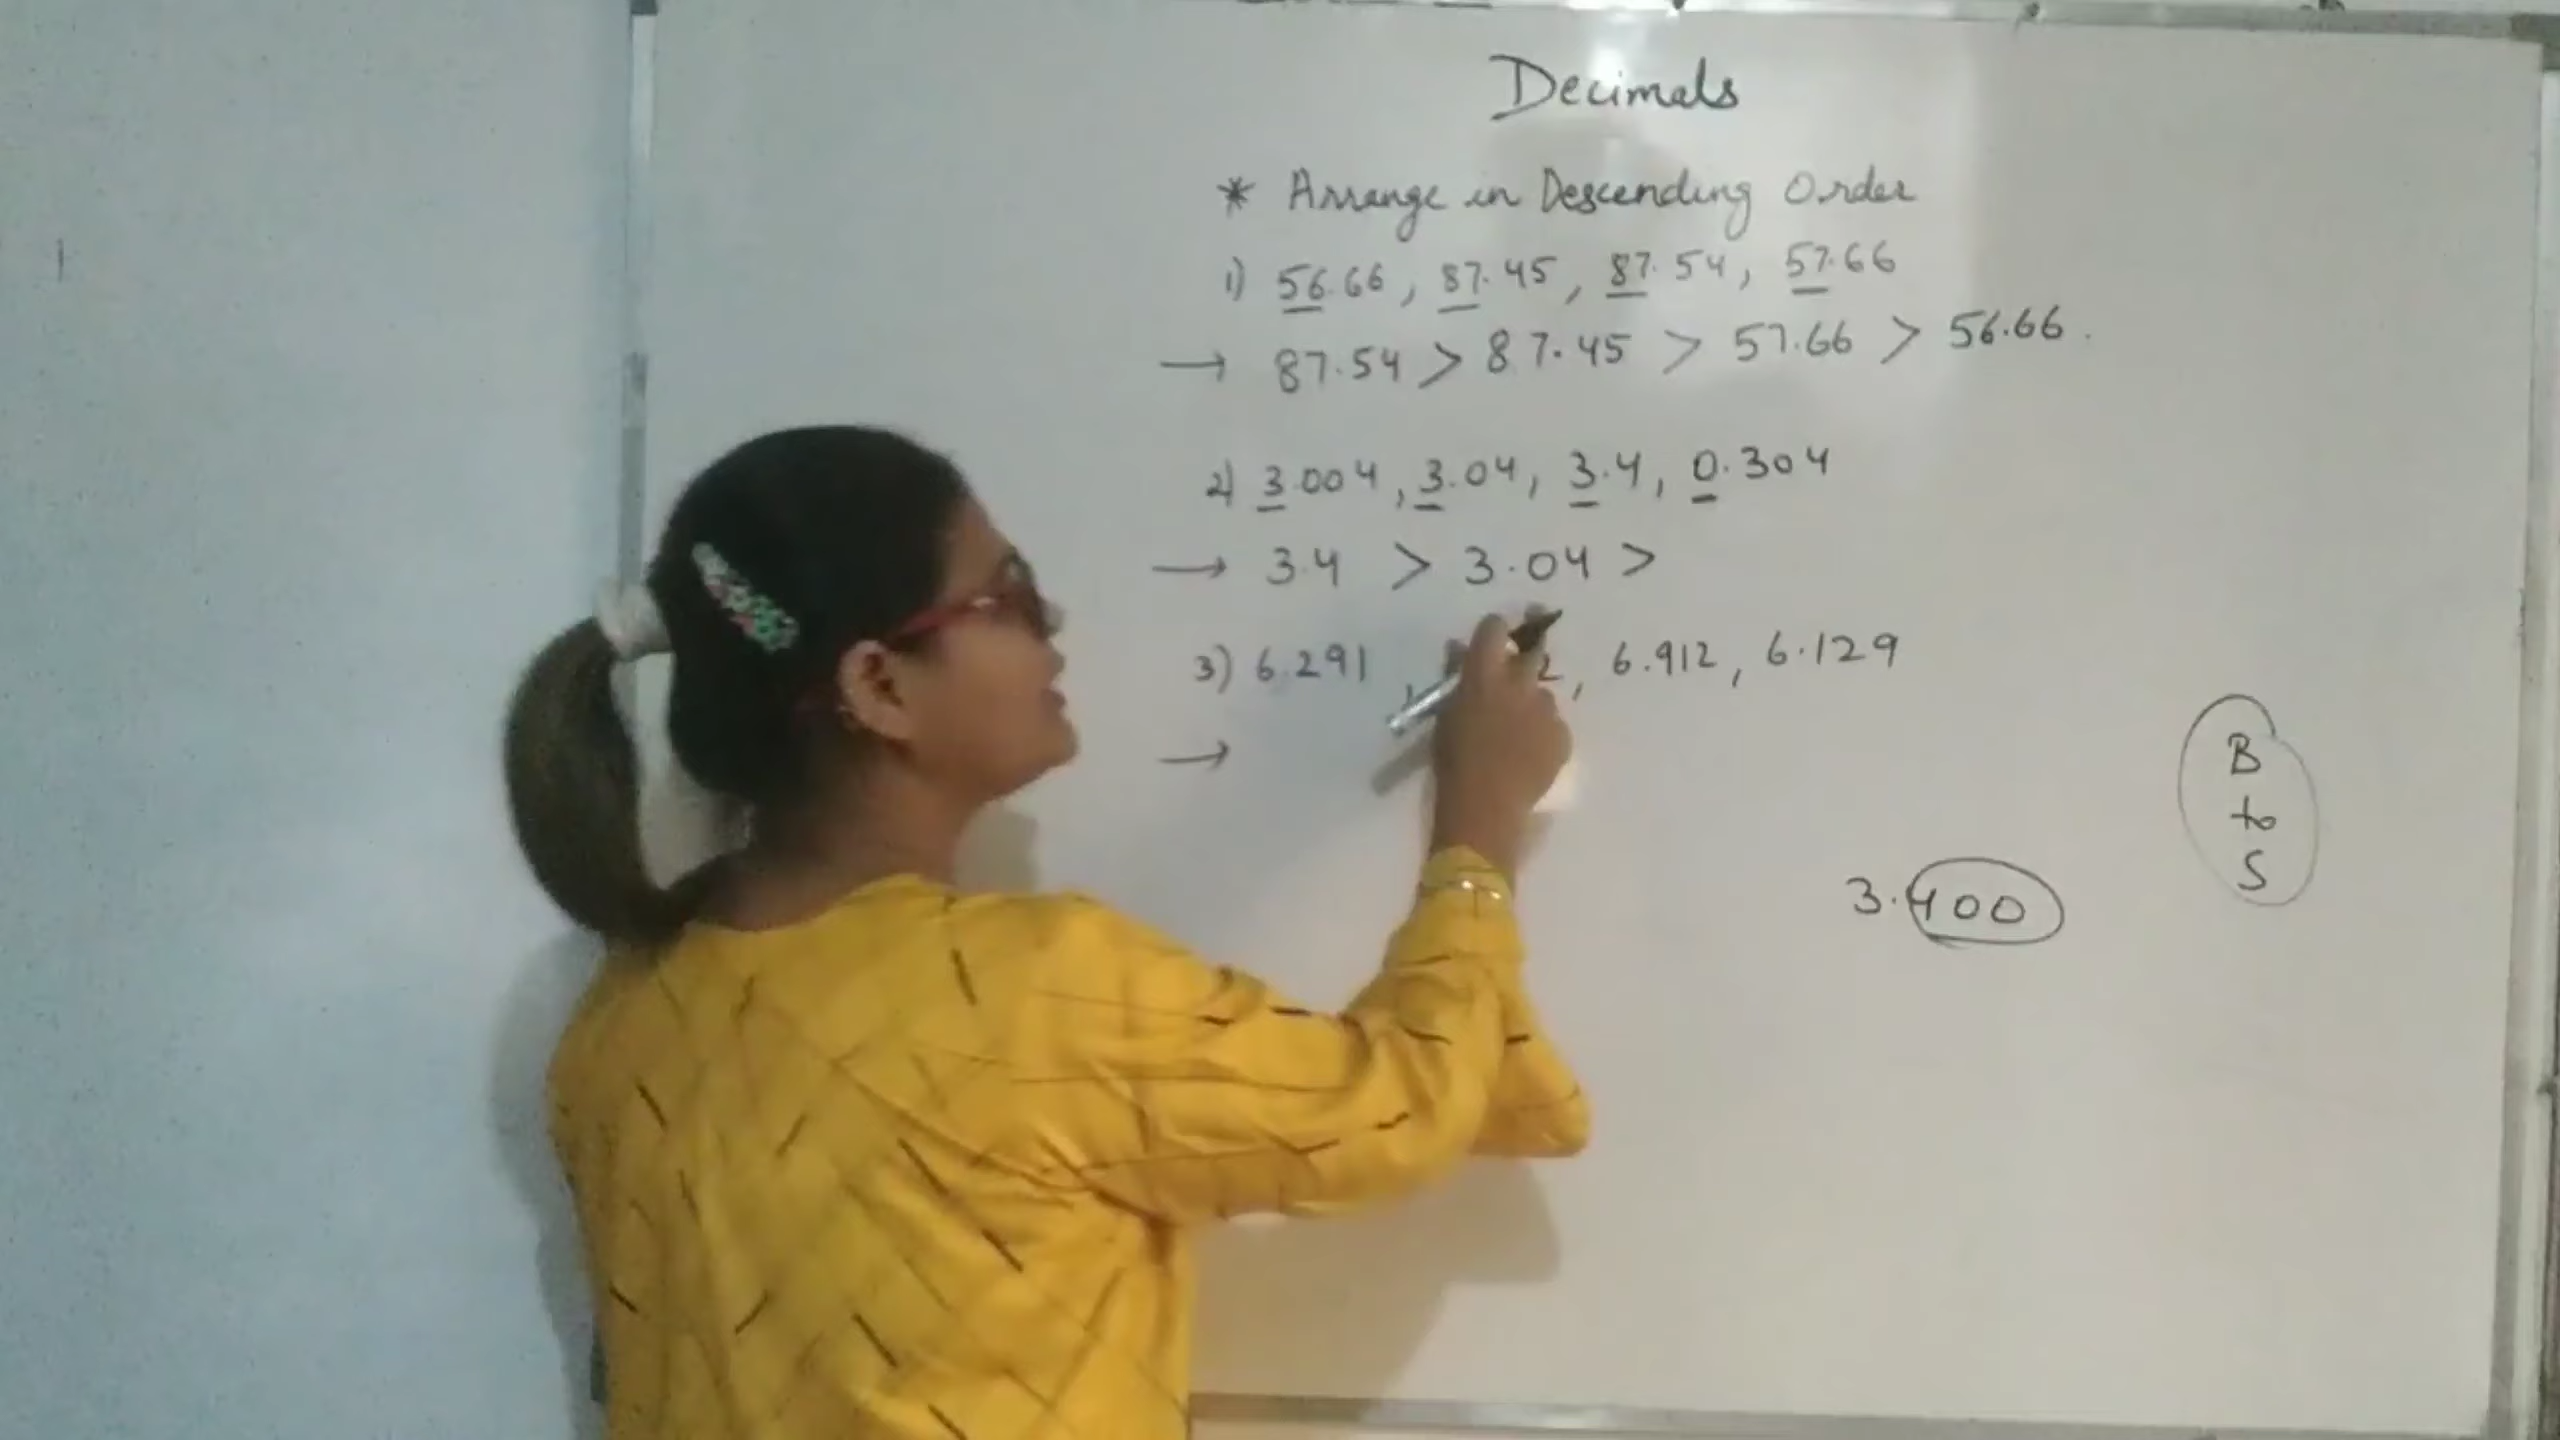 Decimals
* Arrange in Descending Order
1) 56.66, 87.45, 87.54, 57.66
→ 87.54 > 87.45 > 57.66 > 56.66.
2) 3.004, 3.04, 3.4, 0.304
→ 3.4 > 3.04 >
3) 6.291, 2, 6.912, 6.129
→
B
to
S
3.400